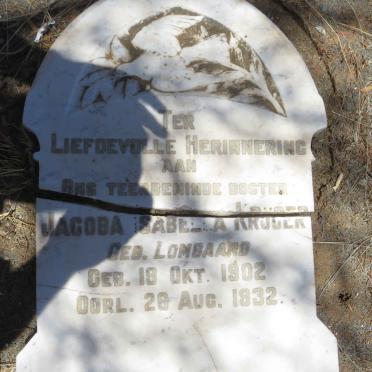 TER
LIEFDEVOLLE HERINNERING
AAN
ONS TEERBEMINDE DOGTER
JACOBA ISABELLA KRUGER
GEB. LOMBAARD
GEB. 19 OKT. 1902
OORL. 26 AUG. 1932.